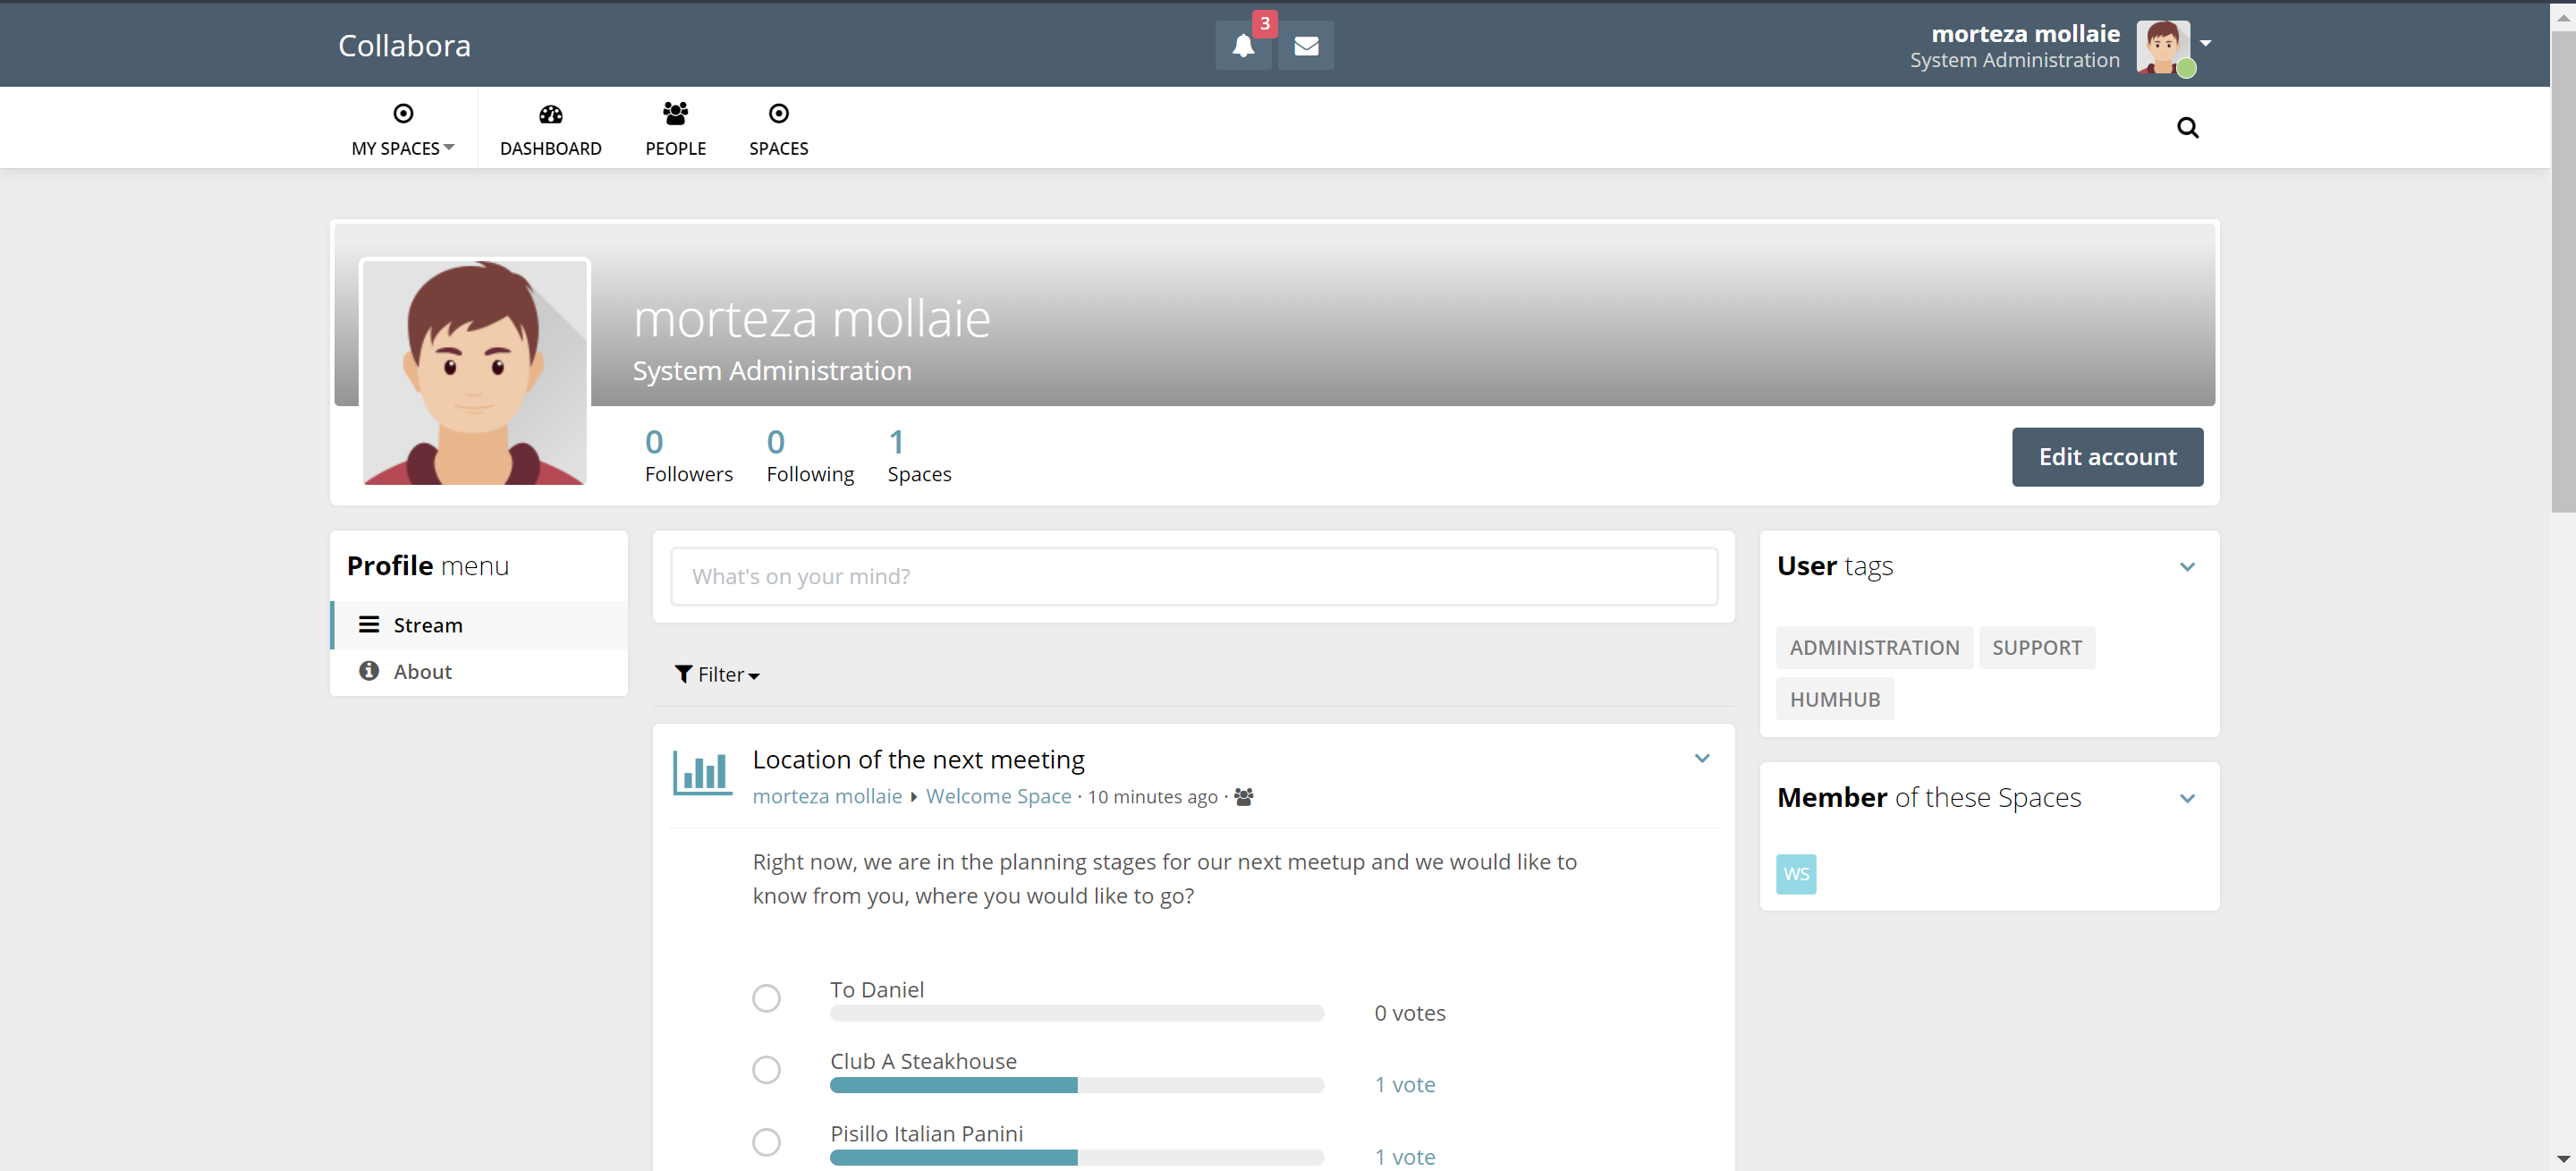 Collabora
3
morteza mollaie
System Administration
MY SPACES
DASHBOARD
PEOPLE
SPACES
morteza mollaie
System Administration
0
Followers
0
Following
1
Spaces
Edit account
Profile menu
Stream
About
What's on your mind?
Filter
Location of the next meeting
morteza mollaie Welcome Space · 10 minutes ago ·
Right now, we are in the planning stages for our next meetup and we would like to
know from you, where you would like to go?
To Daniel
0 votes
Club A Steakhouse
1 vote
Pisillo Italian Panini
1 vote
User tags
ADMINISTRATION SUPPORT
HUMHUB
Member of these Spaces
WS